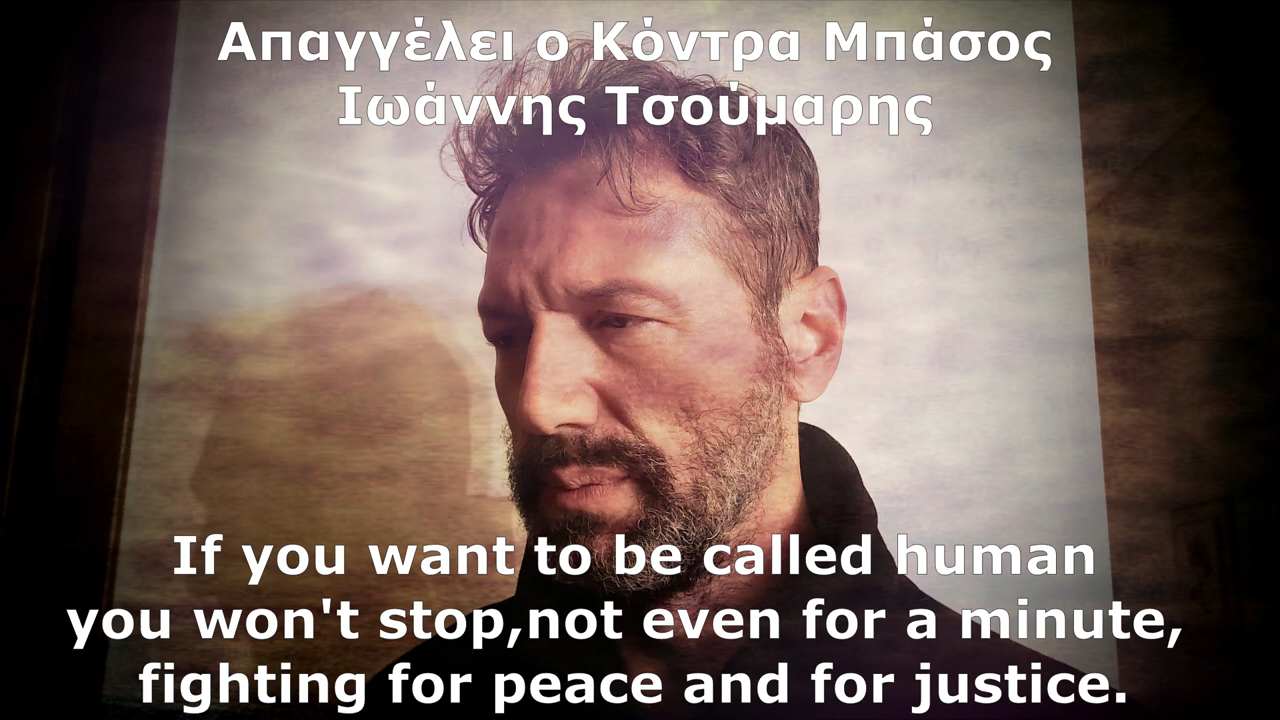 Απαγγέλει ο Κόντρα Μπάσος
Ιωάννης Τσούμαρης
If you want to be called human
you won't stop,not even for a minute,
fighting for peace and for justice.